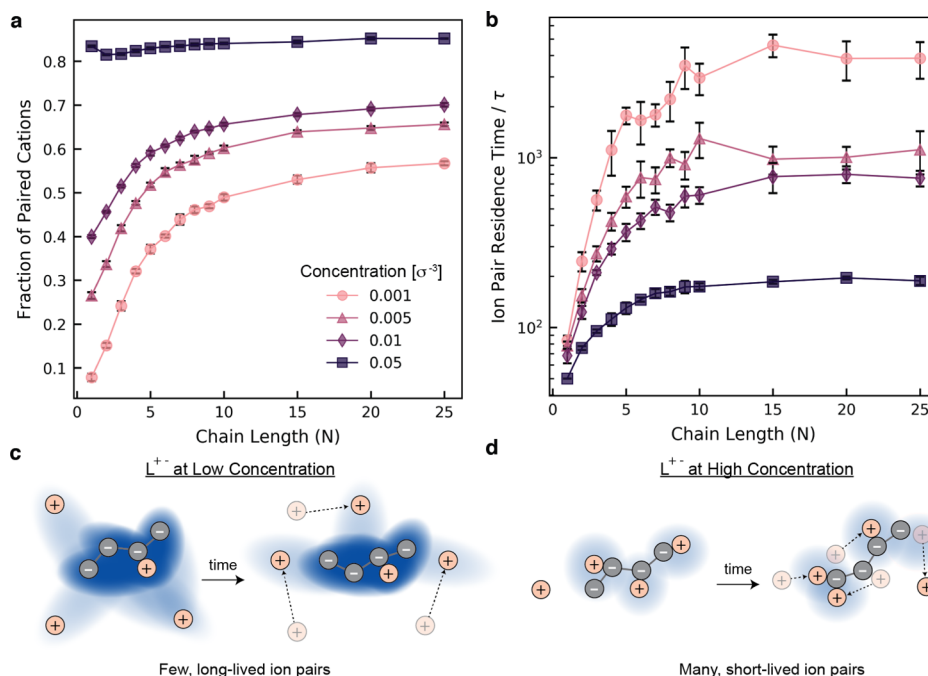 a
Fraction of Paired Cations
0.8
0.7
0.6
0.5
0.4
0.3
0.2
0.1
0 5 10 15 20 25
Chain Length (N)
Concentration [σ⁻³]
0.001
0.005
0.01
0.05
b
Ion Pair Residence Time / τ
10³
10²
0 5 10 15 20 25
Chain Length (N)
c
L⁺⁻ at Low Concentration
+ + + + − − − −
time
+ + + + + + + − − − −
Few, long-lived ion pairs
d
L⁺⁻ at High Concentration
+ + + + − − − −
time
+ + + + + + + + − − − −
Many, short-lived ion pairs